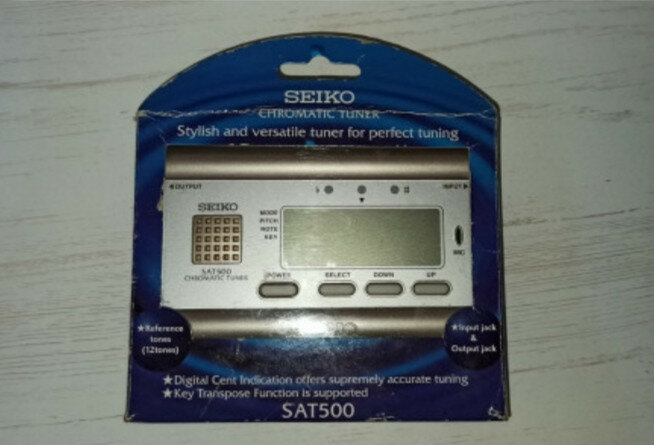 SEIKO
CHROMATIC TUNER
Stylish and versatile tuner for perfect tuning
◀OUTPUT
INPUT▶
SEIKO
MODE
PITCH
NOTE
KEY
MIC
SAT500
CHROMATIC TUNER
POWER
SELECT
DOWN
UP
★Reference
tones
(12tones)
★Input jack
&
Output jack
★Digital Cent Indication offers supremely accurate tuning
★Key Transpose Function is supported
SAT500